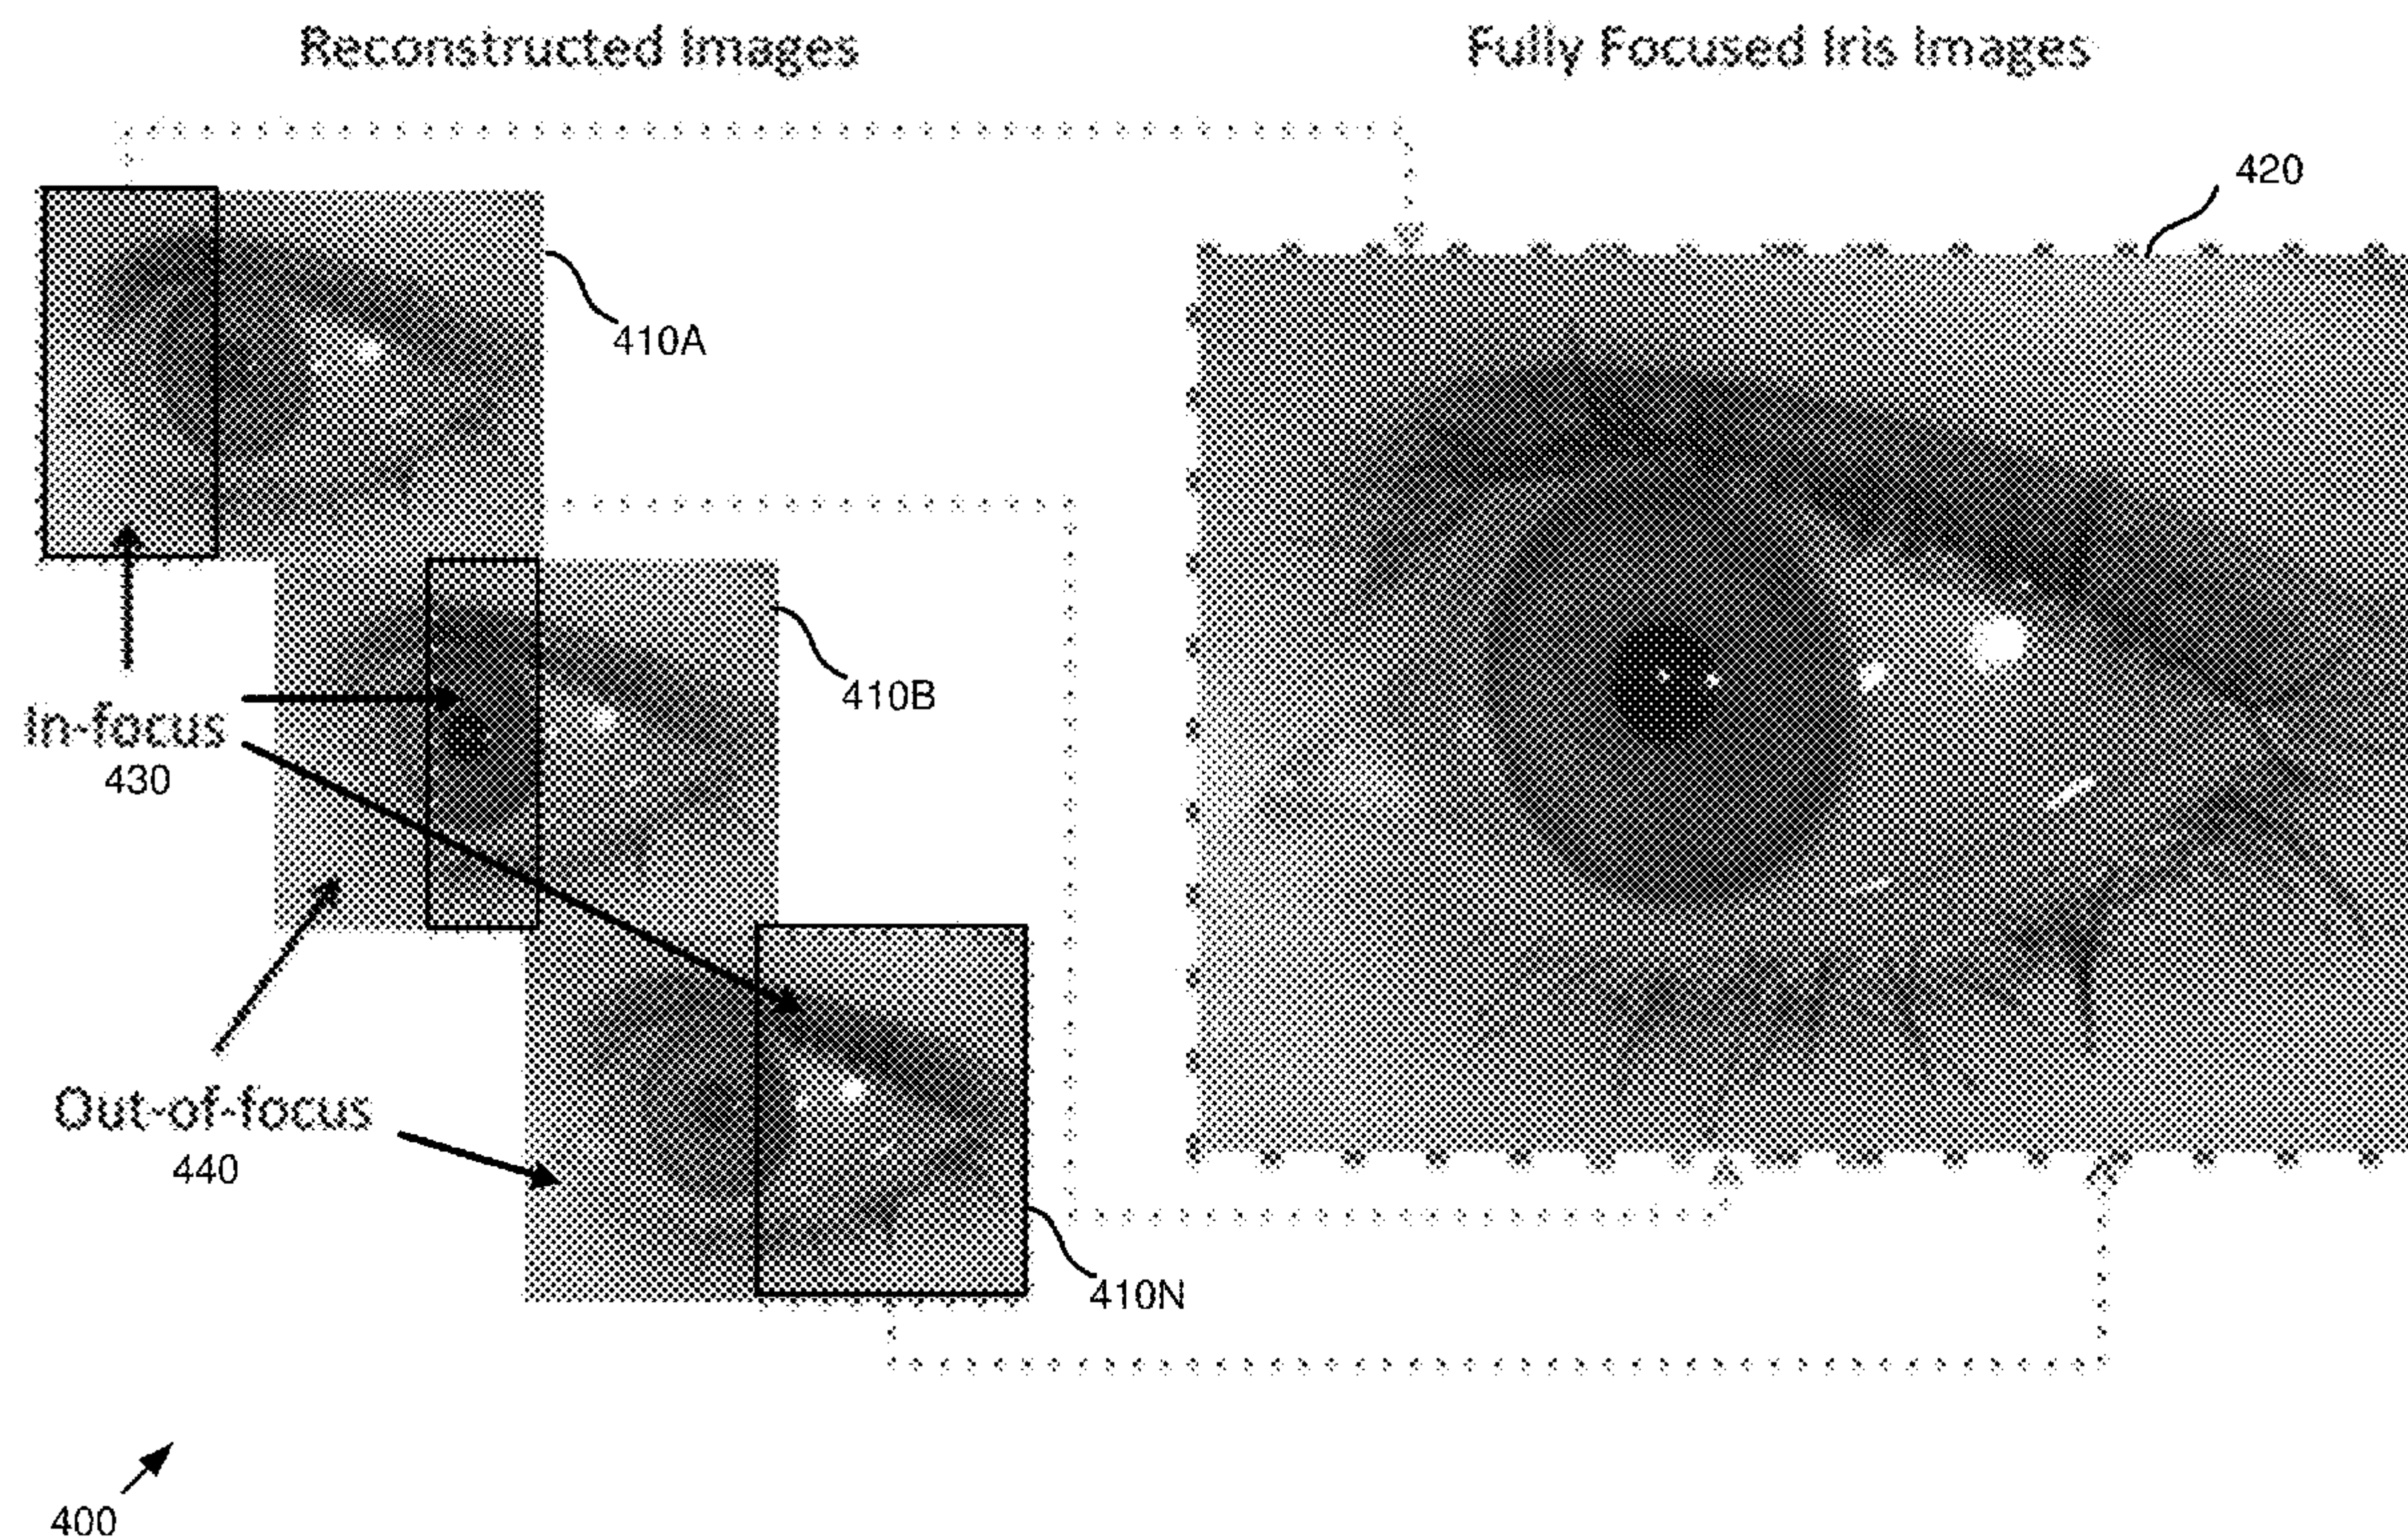 Reconstructed Images
Fully Focused Iris Images
420
410A
410B
In-focus
430
Out-of-focus
440
410N
400